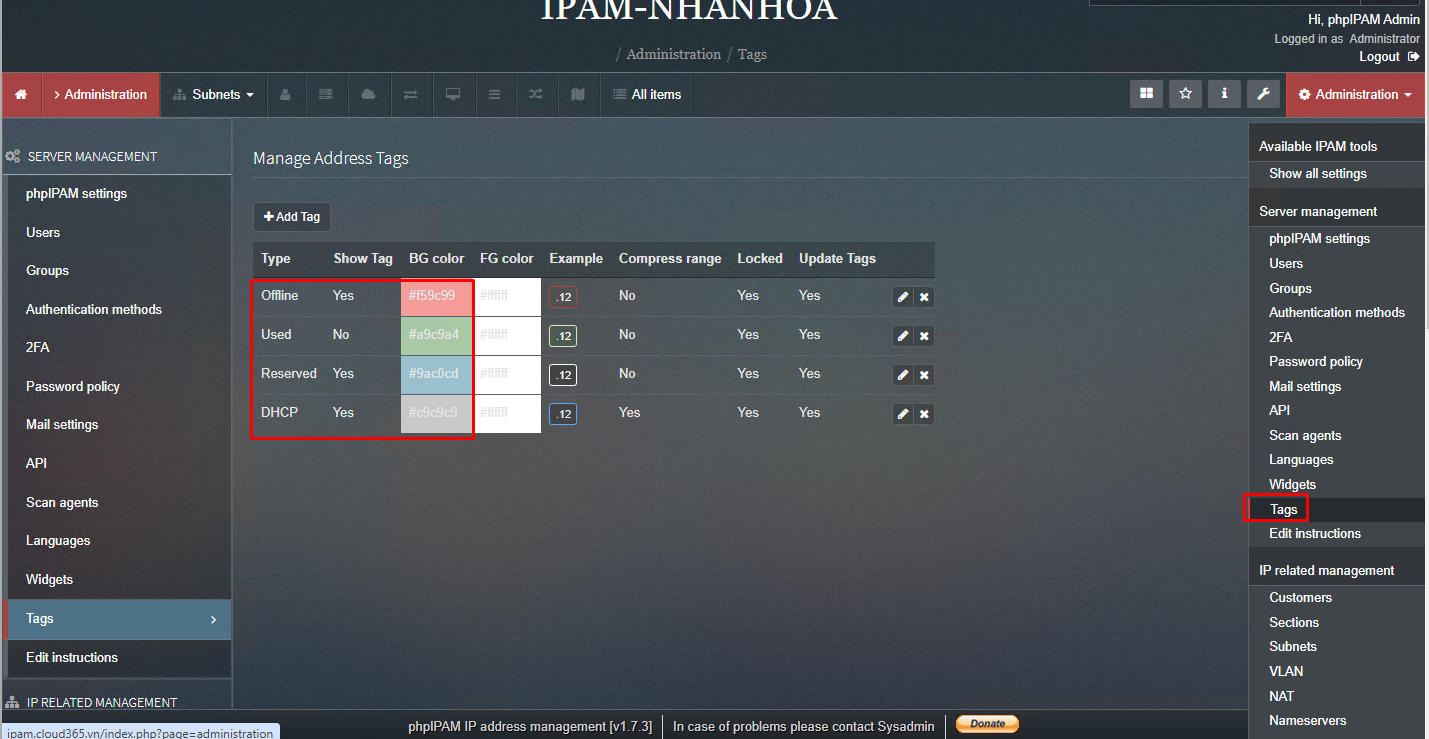 IPAM-NHANHOA
/ Administration / Tags
Hi, phpIPAM Admin
Logged in as Administrator
Logout
Administration
Subnets
All items
Administration
SERVER MANAGEMENT
phpIPAM settings
Users
Groups
Authentication methods
2FA
Password policy
Mail settings
API
Scan agents
Languages
Widgets
Tags
Edit instructions
IP RELATED MANAGEMENT
Manage Address Tags
Add Tag
Type Show Tag BG color FG color Example Compress range Locked Update Tags
Offline Yes #f59c99 #ffffff .12 No Yes Yes
Used No #a9c9a4 #ffffff .12 No Yes Yes
Reserved Yes #9ac0cd #ffffff .12 No Yes Yes
DHCP Yes #c9c9c9 #ffffff .12 Yes Yes Yes
Available IPAM tools
Show all settings
Server management
phpIPAM settings
Users
Groups
Authentication methods
2FA
Password policy
Mail settings
API
Scan agents
Languages
Widgets
Tags
Edit instructions
IP related management
Customers
Sections
Subnets
VLAN
NAT
Nameservers
phpIPAM IP address management [v1.7.3]
In case of problems please contact Sysadmin
Donate
ipam.cloud365.vn/index.php?page=administration